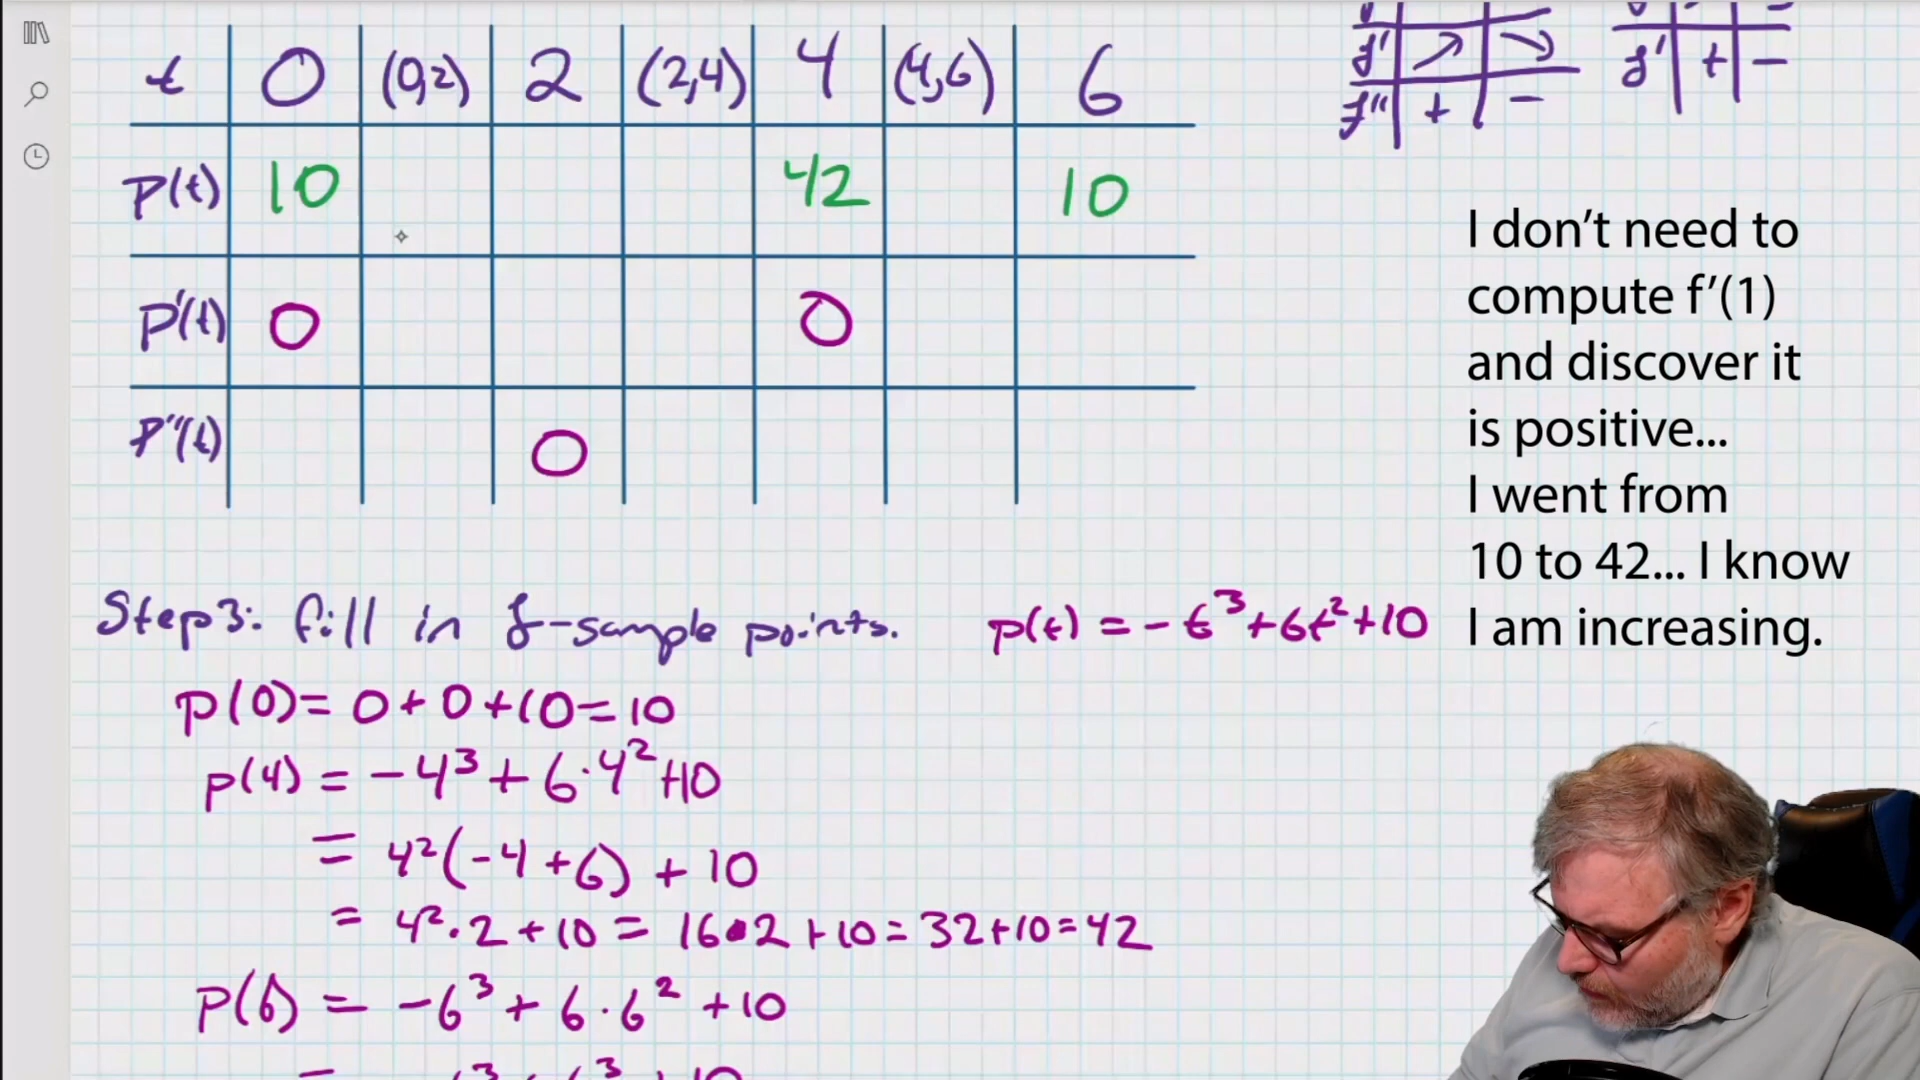 t 0 (0,2) 2 (2,4) 4 (4,6) 6
p(t) 10 42 10
p'(t) 0 0
p''(t) 0
f' ↗ ↘
f'' + −
f' + −
I don’t need to
compute f’(1)
and discover it
is positive...
I went from
10 to 42... I know
I am increasing.
Step 3: fill in f-sample points. p(t) = -t³+6t²+10
p(0)= 0+0+10=10
p(4) = -4³+6·4²+10
= 4²(-4+6)+10
= 4²·2+10 = 16·2+10=32+10=42
p(6) = -6³+6·6²+10